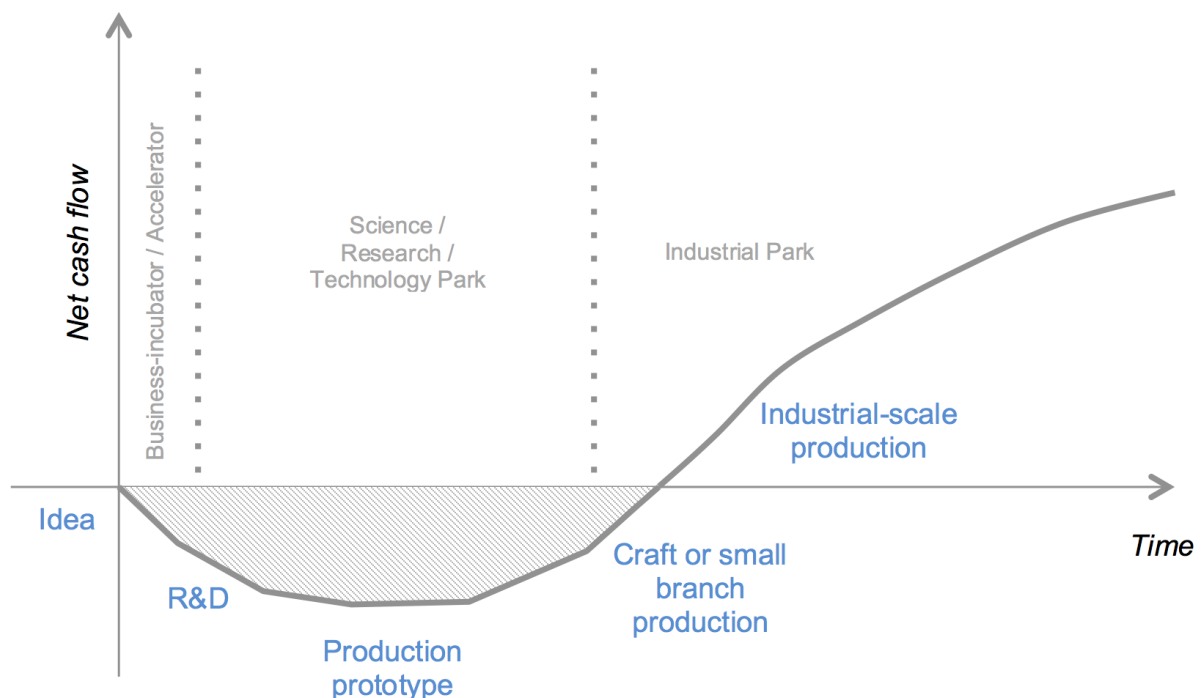 Net cash flow
Business-incubator / Accelerator
Science /
Research /
Technology Park
Industrial Park
Industrial-scale
production
Idea
Time
Craft or small
branch
production
R&D
Production
prototype